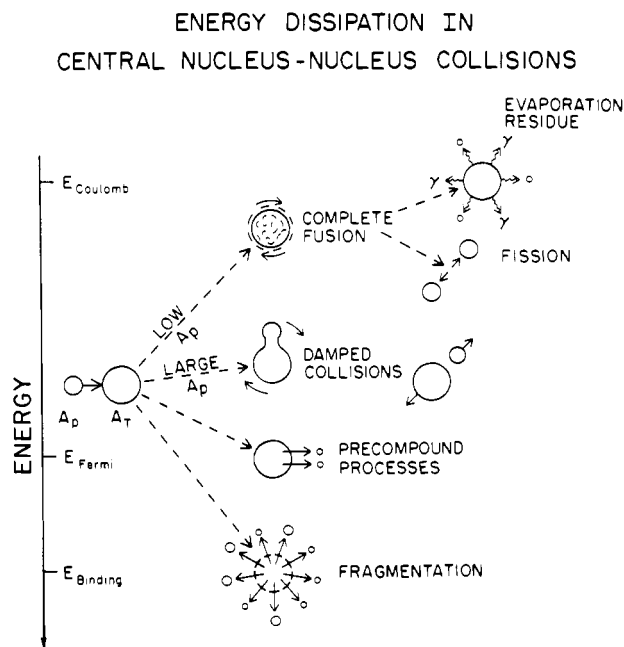 ENERGY DISSIPATION IN
CENTRAL NUCLEUS-NUCLEUS COLLISIONS
EVAPORATION
RESIDUE
γ
γ
γ
E Coulomb
COMPLETE
FUSION
FISSION
LOW
Ap
LARGE
Ap
DAMPED
COLLISIONS
Ap
AT
ENERGY
E Fermi
PRECOMPOUND
PROCESSES
E Binding
FRAGMENTATION